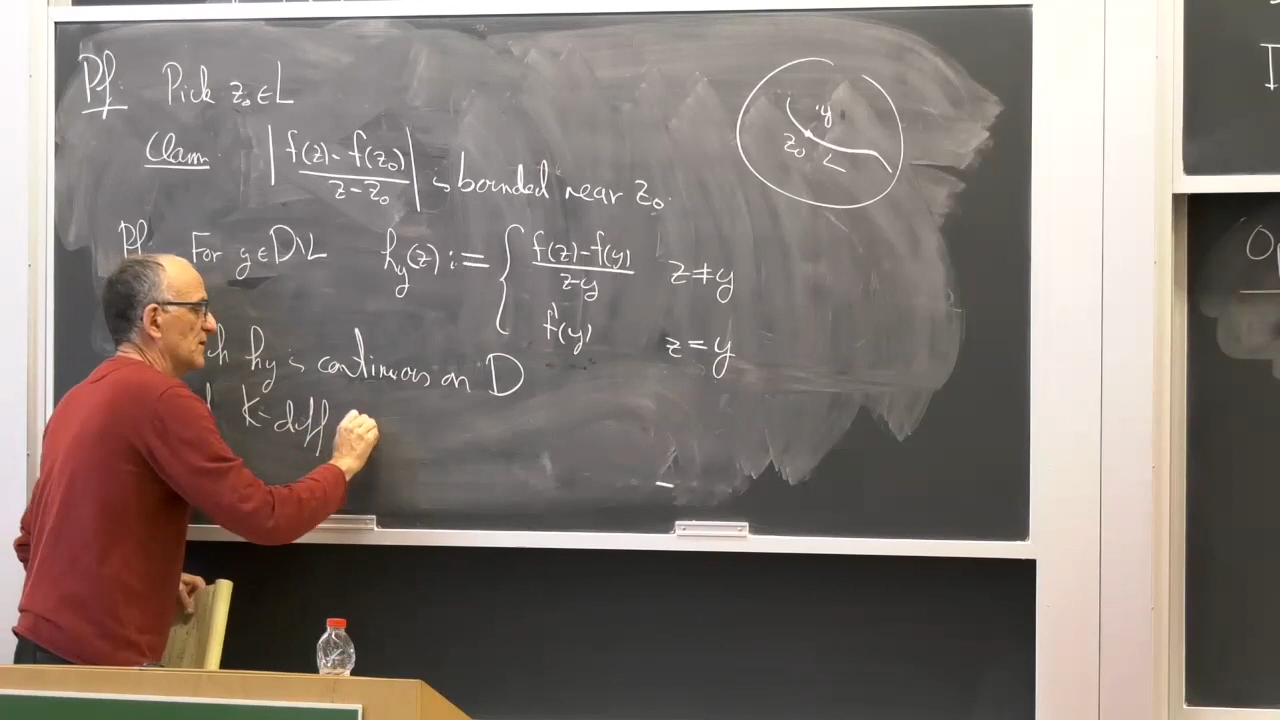 Pf: Pick z₀ ∈ L
Claim |f(z) - f(z₀) / z - z₀| is bounded near z₀.
Pf: For y ∈ D\L h_y(z) := { f(z) - f(y) / z - y z ≠ y
f'(y) z = y
h_y is continuous on D
K-diff
y
z₀ L